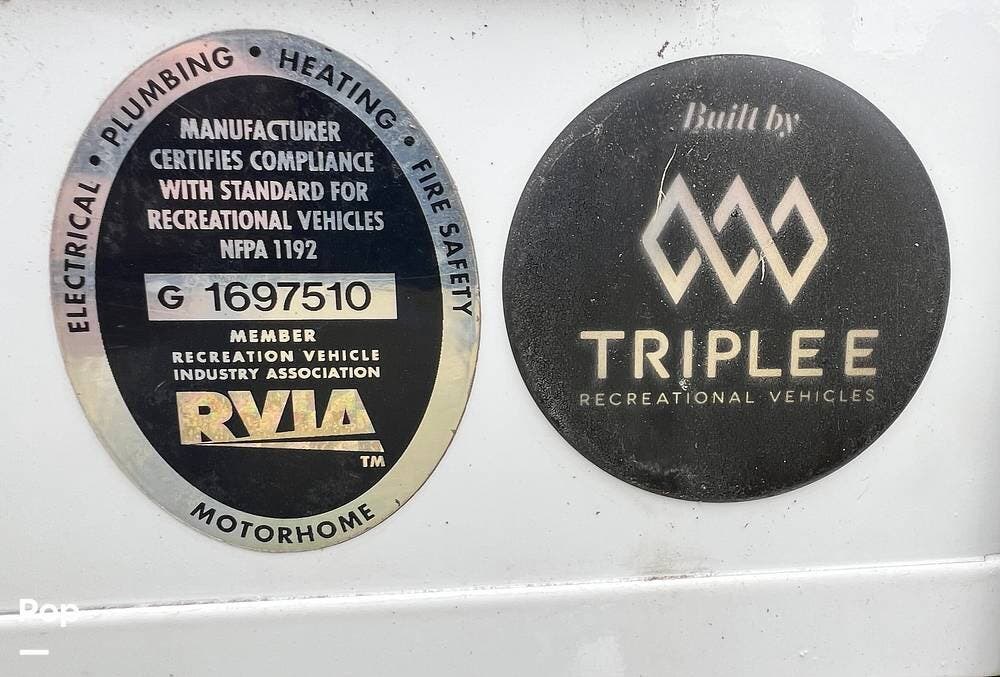 ELECTRICAL • PLUMBING • HEATING • FIRE SAFETY
MANUFACTURER
CERTIFIES COMPLIANCE
WITH STANDARD FOR
RECREATIONAL VEHICLES
NFPA 1192
G 1697510
MEMBER
RECREATION VEHICLE
INDUSTRY ASSOCIATION
RVIA
TM
MOTORHOME
Built by
TRIPLE E
RECREATIONAL VEHICLES
Pop